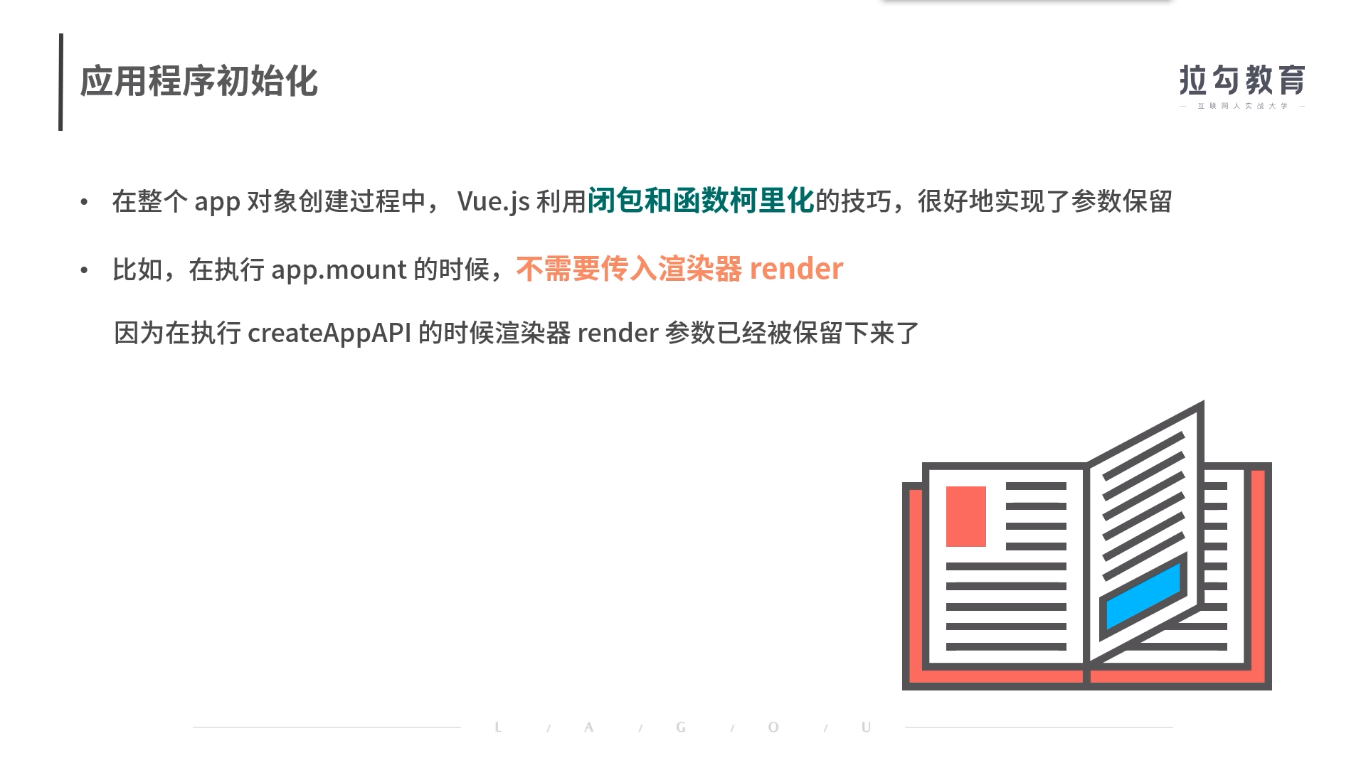 应用程序初始化
拉勾教育
— 互联网人实战大学 —
• 在整个 app 对象创建过程中， Vue.js 利用闭包和函数柯里化的技巧，很好地实现了参数保留
• 比如，在执行 app.mount 的时候，不需要传入渲染器 render
因为在执行 createAppAPI 的时候渲染器 render 参数已经被保留下来了
L / A / G / O / U